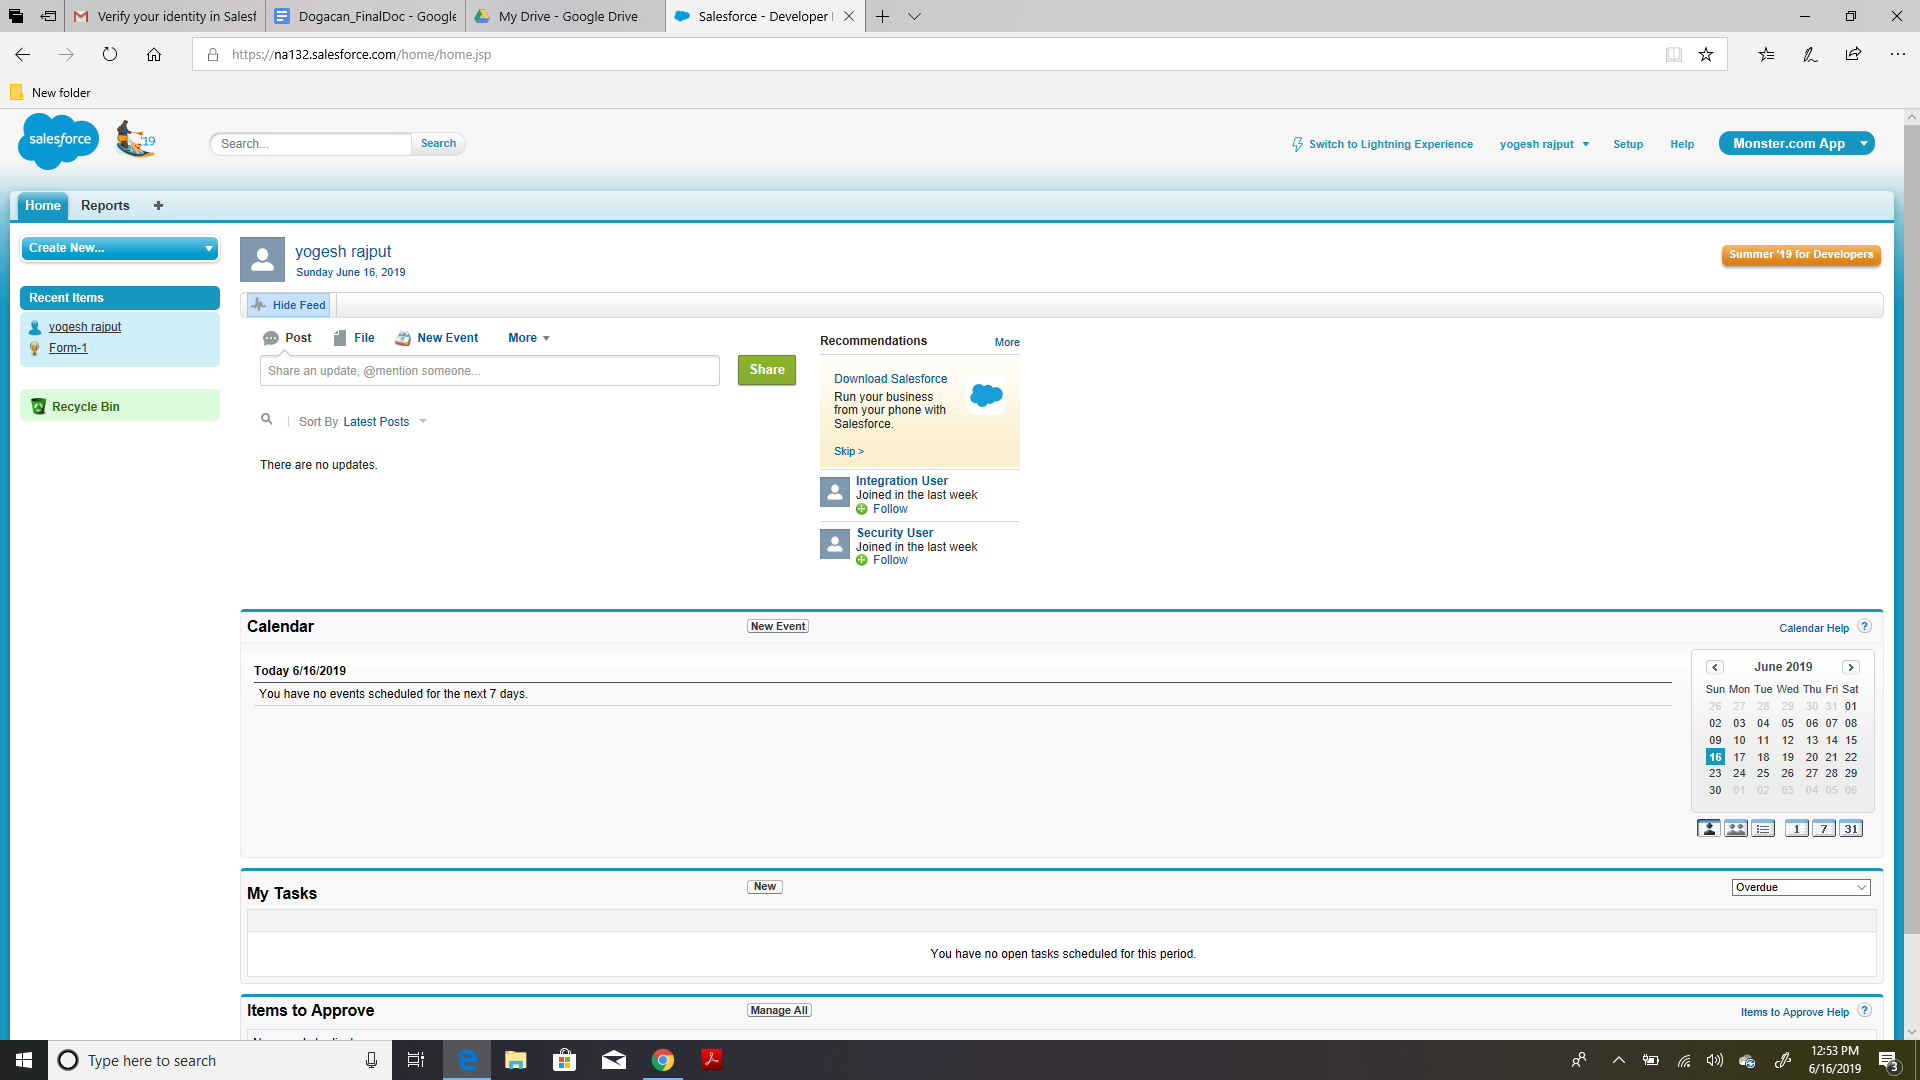 Verify your identity in Salesf
Dogacan_FinalDoc - Google
My Drive - Google Drive
Salesforce - Developer
https://na132.salesforce.com/home/home.jsp
New folder
salesforce
'19
Search...
Search
Switch to Lightning Experience
yogesh rajput
Setup
Help
Monster.com App
Home
Reports
Create New...
yogesh rajput
Sunday June 16, 2019
Summer '19 for Developers
Recent Items
yogesh rajput
Form-1
Recycle Bin
Hide Feed
Post
File
New Event
More
Share an update, @mention someone...
Share
Sort By Latest Posts
There are no updates.
Recommendations
More
Download Salesforce
Run your business
from your phone with
Salesforce.
Skip >
Integration User
Joined in the last week
Follow
Security User
Joined in the last week
Follow
Calendar
New Event
Calendar Help
?
Today 6/16/2019
You have no events scheduled for the next 7 days.
June 2019
Sun Mon Tue Wed Thu Fri Sat
26 27 28 29 30 31 01
02 03 04 05 06 07 08
09 10 11 12 13 14 15
16 17 18 19 20 21 22
23 24 25 26 27 28 29
30 01 02 03 04 05 06
1 7 31
My Tasks
New
Overdue
You have no open tasks scheduled for this period.
Items to Approve
Manage All
Items to Approve Help
?
Type here to search
12:53 PM
6/16/2019
3